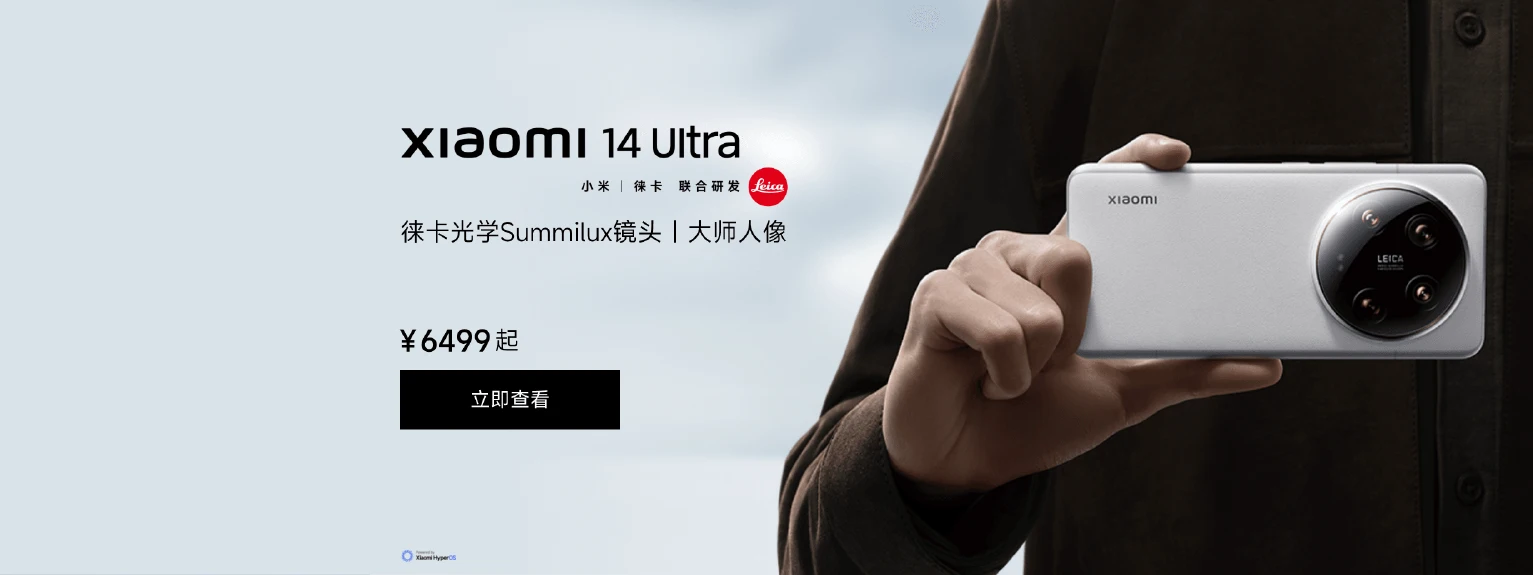 xiaomi 14 Ultra
小米 | 徕卡 联合研发 Leica
徕卡光学Summilux镜头 | 大师人像
¥6499起
立即查看
Powered by
Xiaomi HyperOS
xiaomi
LEICA